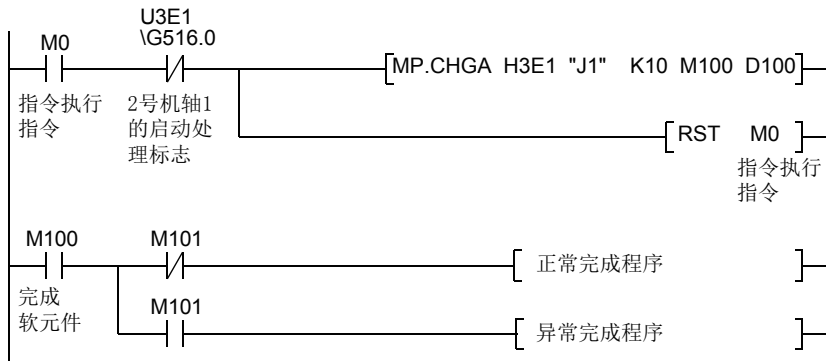 U3E1
\G516.0
M0
MP.CHGA H3E1 "J1" K10 M100 D100
指令执行
指令
2号机轴1
的启动处
理标志
RST M0
指令执行
指令
M100
M101
正常完成程序
完成
软元件
M101
异常完成程序